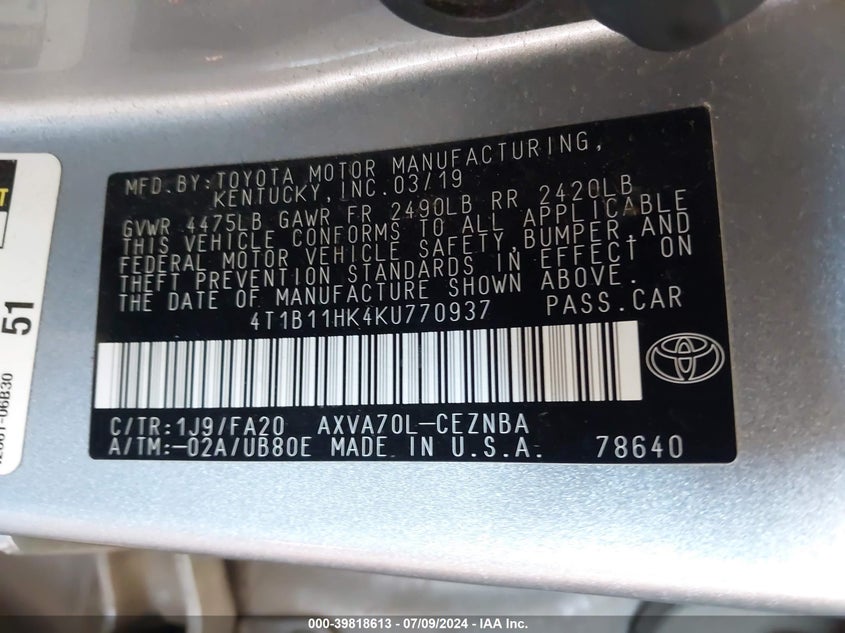 MFD.BY:TOYOTA MOTOR MANUFACTURING,
KENTUCKY,INC.03/19
GVWR 4475LB GAWR FR 2490LB RR 2420LB
THIS VEHICLE CONFORMS TO ALL APPLICABLE
FEDERAL MOTOR VEHICLE SAFETY,BUMPER,AND
THEFT PREVENTION STANDARDS IN EFFECT ON
THE DATE OF MANUFACTURE SHOWN ABOVE.
4T1B11HK4KU770937 PASS.CAR
C/TR:1J9/FA20 AXVA70L-CEZNBA
A/TM:-02A/UB80E MADE IN U.S.A. 78640
51
000-39818613 - 07/09/2024 - IAA Inc.